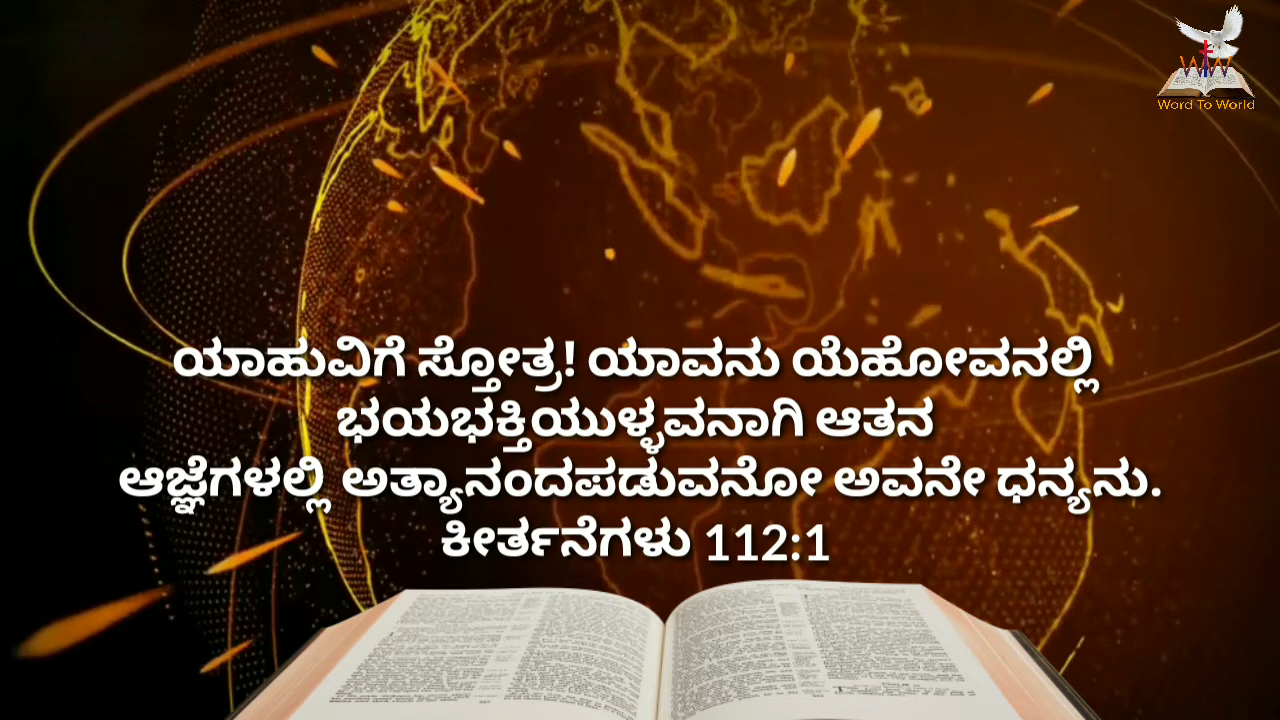 WTW
Word To World
ಯಾಹುವಿಗೆ ಸ್ತೋತ್ರ! ಯಾವನು ಯೆಹೋವನಲ್ಲಿ
ಭಯಭಕ್ತಿಯುಳ್ಳವನಾಗಿ ಆತನ
ಆಜ್ಞೆಗಳಲ್ಲಿ ಅತ್ಯಾನಂದಪಡುವನೋ ಅವನೇ ಧನ್ಯನು.
ಕೀರ್ತನೆಗಳು 112:1